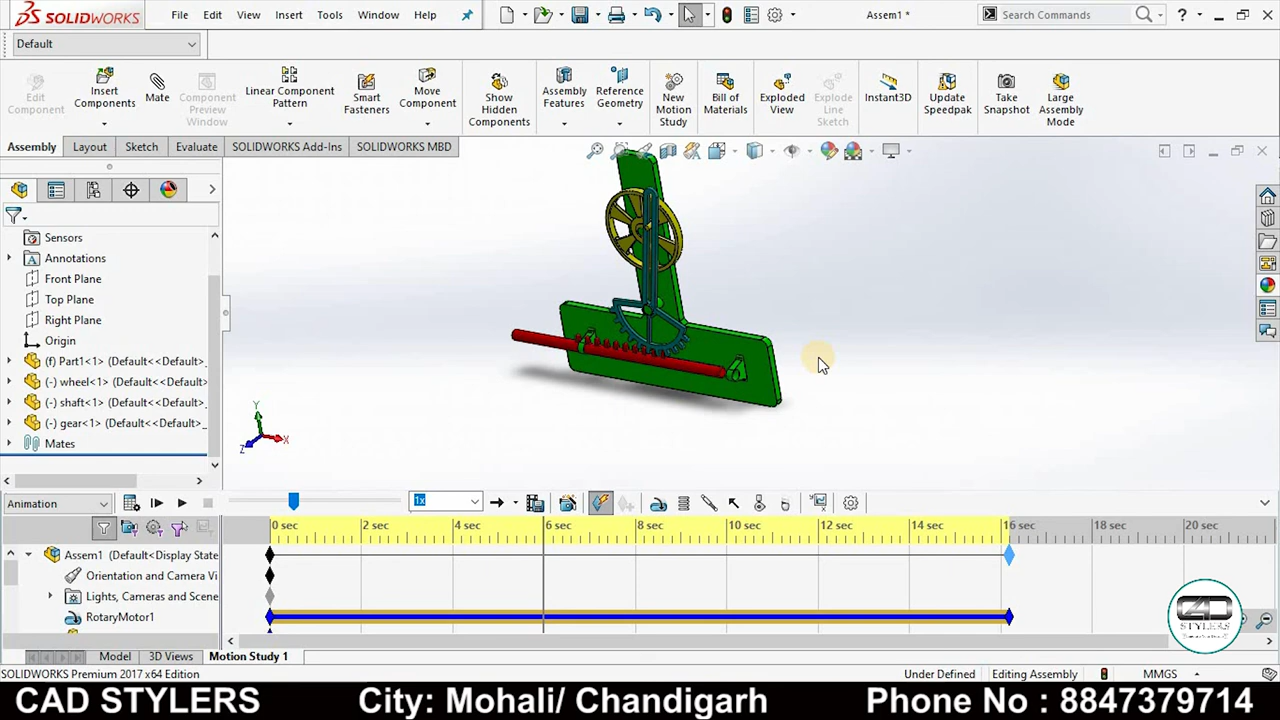 SOLIDWORKS File Edit View Insert Tools Window Help Assem1 * Search Commands ?
Default
Edit Component
Insert Components
Mate
Component Preview Window
Linear Component Pattern
Smart Fasteners
Move Component
Show Hidden Components
Assembly Features
Reference Geometry
New Motion Study
Bill of Materials
Exploded View
Explode Line Sketch
Instant3D
Update Speedpak
Take Snapshot
Large Assembly Mode
Assembly Layout Sketch Evaluate SOLIDWORKS Add-Ins SOLIDWORKS MBD
Sensors
Annotations
Front Plane
Top Plane
Right Plane
Origin
(f) Part1<1> (Default<<Default>_
(-) wheel<1> (Default<<Default>_
(-) shaft<1> (Default<<Default>_
(-) gear<1> (Default<<Default>_
Mates
Y
X
Z
Animation 1x
0 sec 2 sec 4 sec 6 sec 8 sec 10 sec 12 sec 14 sec 16 sec 18 sec 20 sec
Assem1 (Default<Display State
Orientation and Camera Vi
Lights, Cameras and Scene
RotaryMotor1
STYLERS
Model 3D Views Motion Study 1
SOLIDWORKS Premium 2017 x64 Edition Under Defined Editing Assembly MMGS
CAD STYLERS City: Mohali/ Chandigarh Phone No : 8847379714